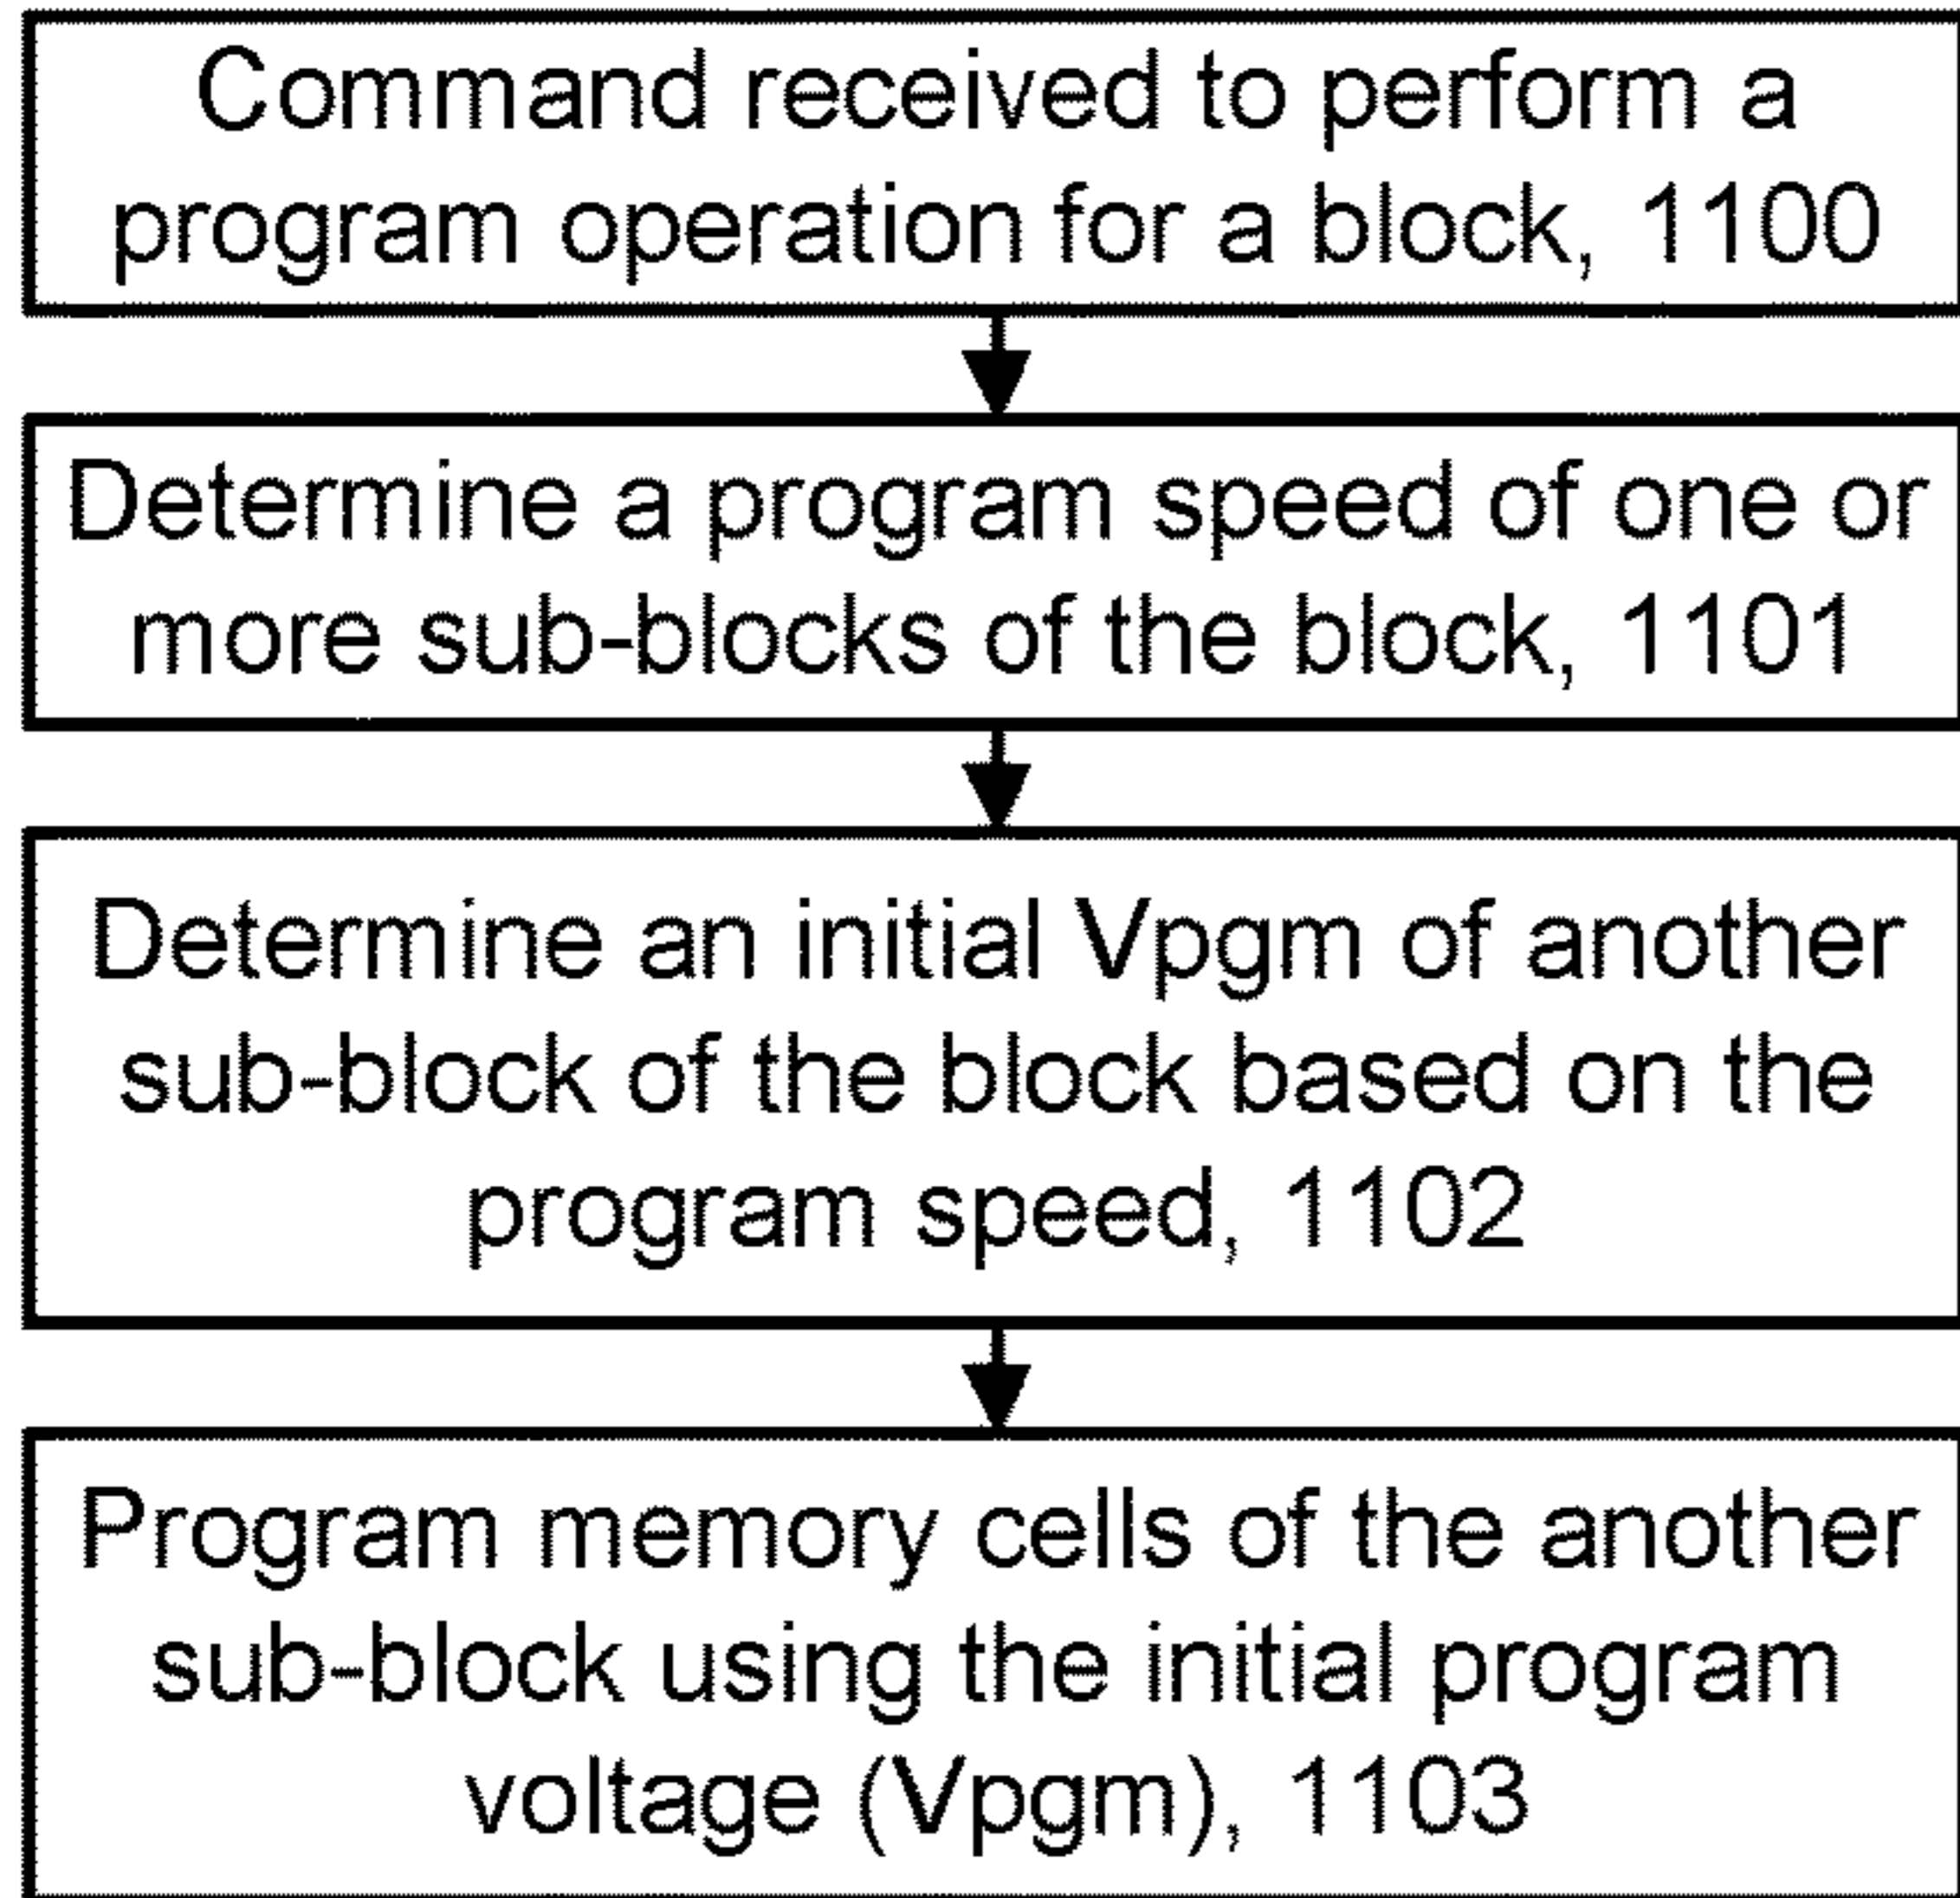 Command received to perform a
program operation for a block, 1100
Determine a program speed of one or
more sub-blocks of the block, 1101
Determine an initial Vpgm of another
sub-block of the block based on the
program speed, 1102
Program memory cells of the another
sub-block using the initial program
voltage (Vpgm), 1103